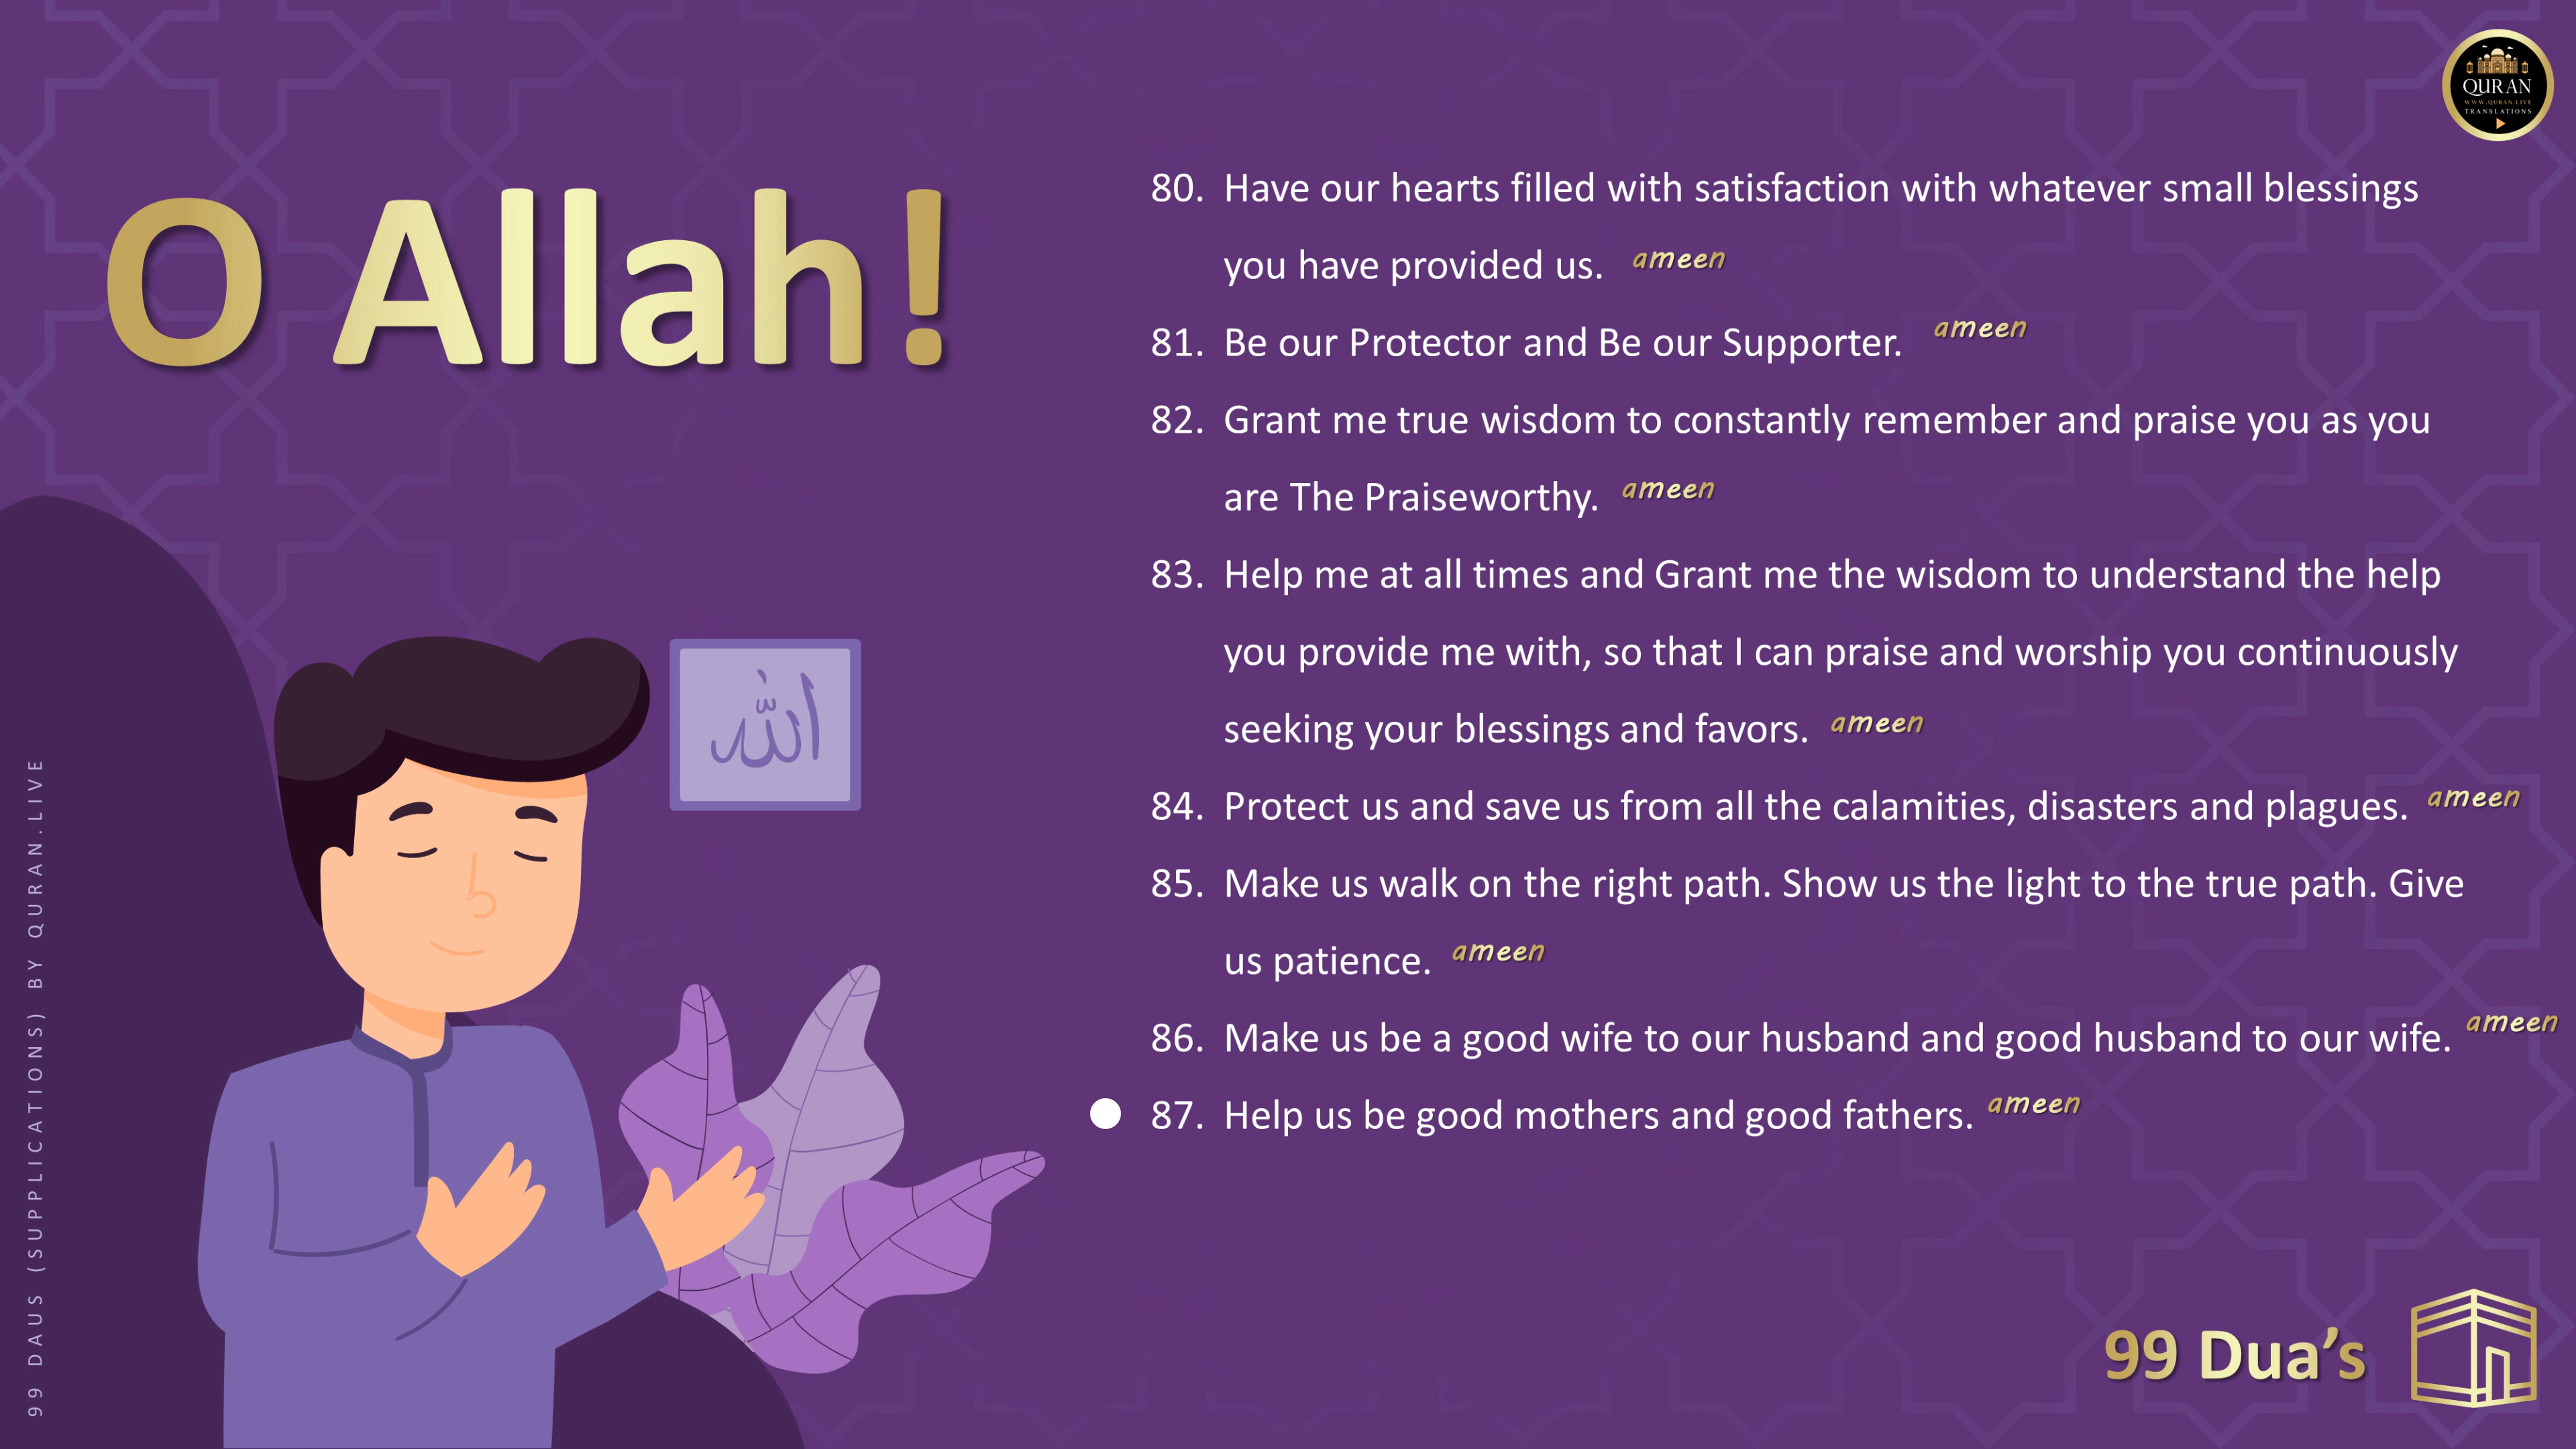 QURAN
WWW.QURAN.LIVE
TRANSLATIONS
O Allah!
الله
80. Have our hearts filled with satisfaction with whatever small blessings
you have provided us. ameen
81. Be our Protector and Be our Supporter. ameen
82. Grant me true wisdom to constantly remember and praise you as you
are The Praiseworthy. ameen
83. Help me at all times and Grant me the wisdom to understand the help
you provide me with, so that I can praise and worship you continuously
seeking your blessings and favors. ameen
84. Protect us and save us from all the calamities, disasters and plagues. ameen
85. Make us walk on the right path. Show us the light to the true path. Give
us patience. ameen
86. Make us be a good wife to our husband and good husband to our wife. ameen
87. Help us be good mothers and good fathers. ameen
99 DAUS (SUPPLICATIONS) BY QURAN.LIVE
99 Dua’s